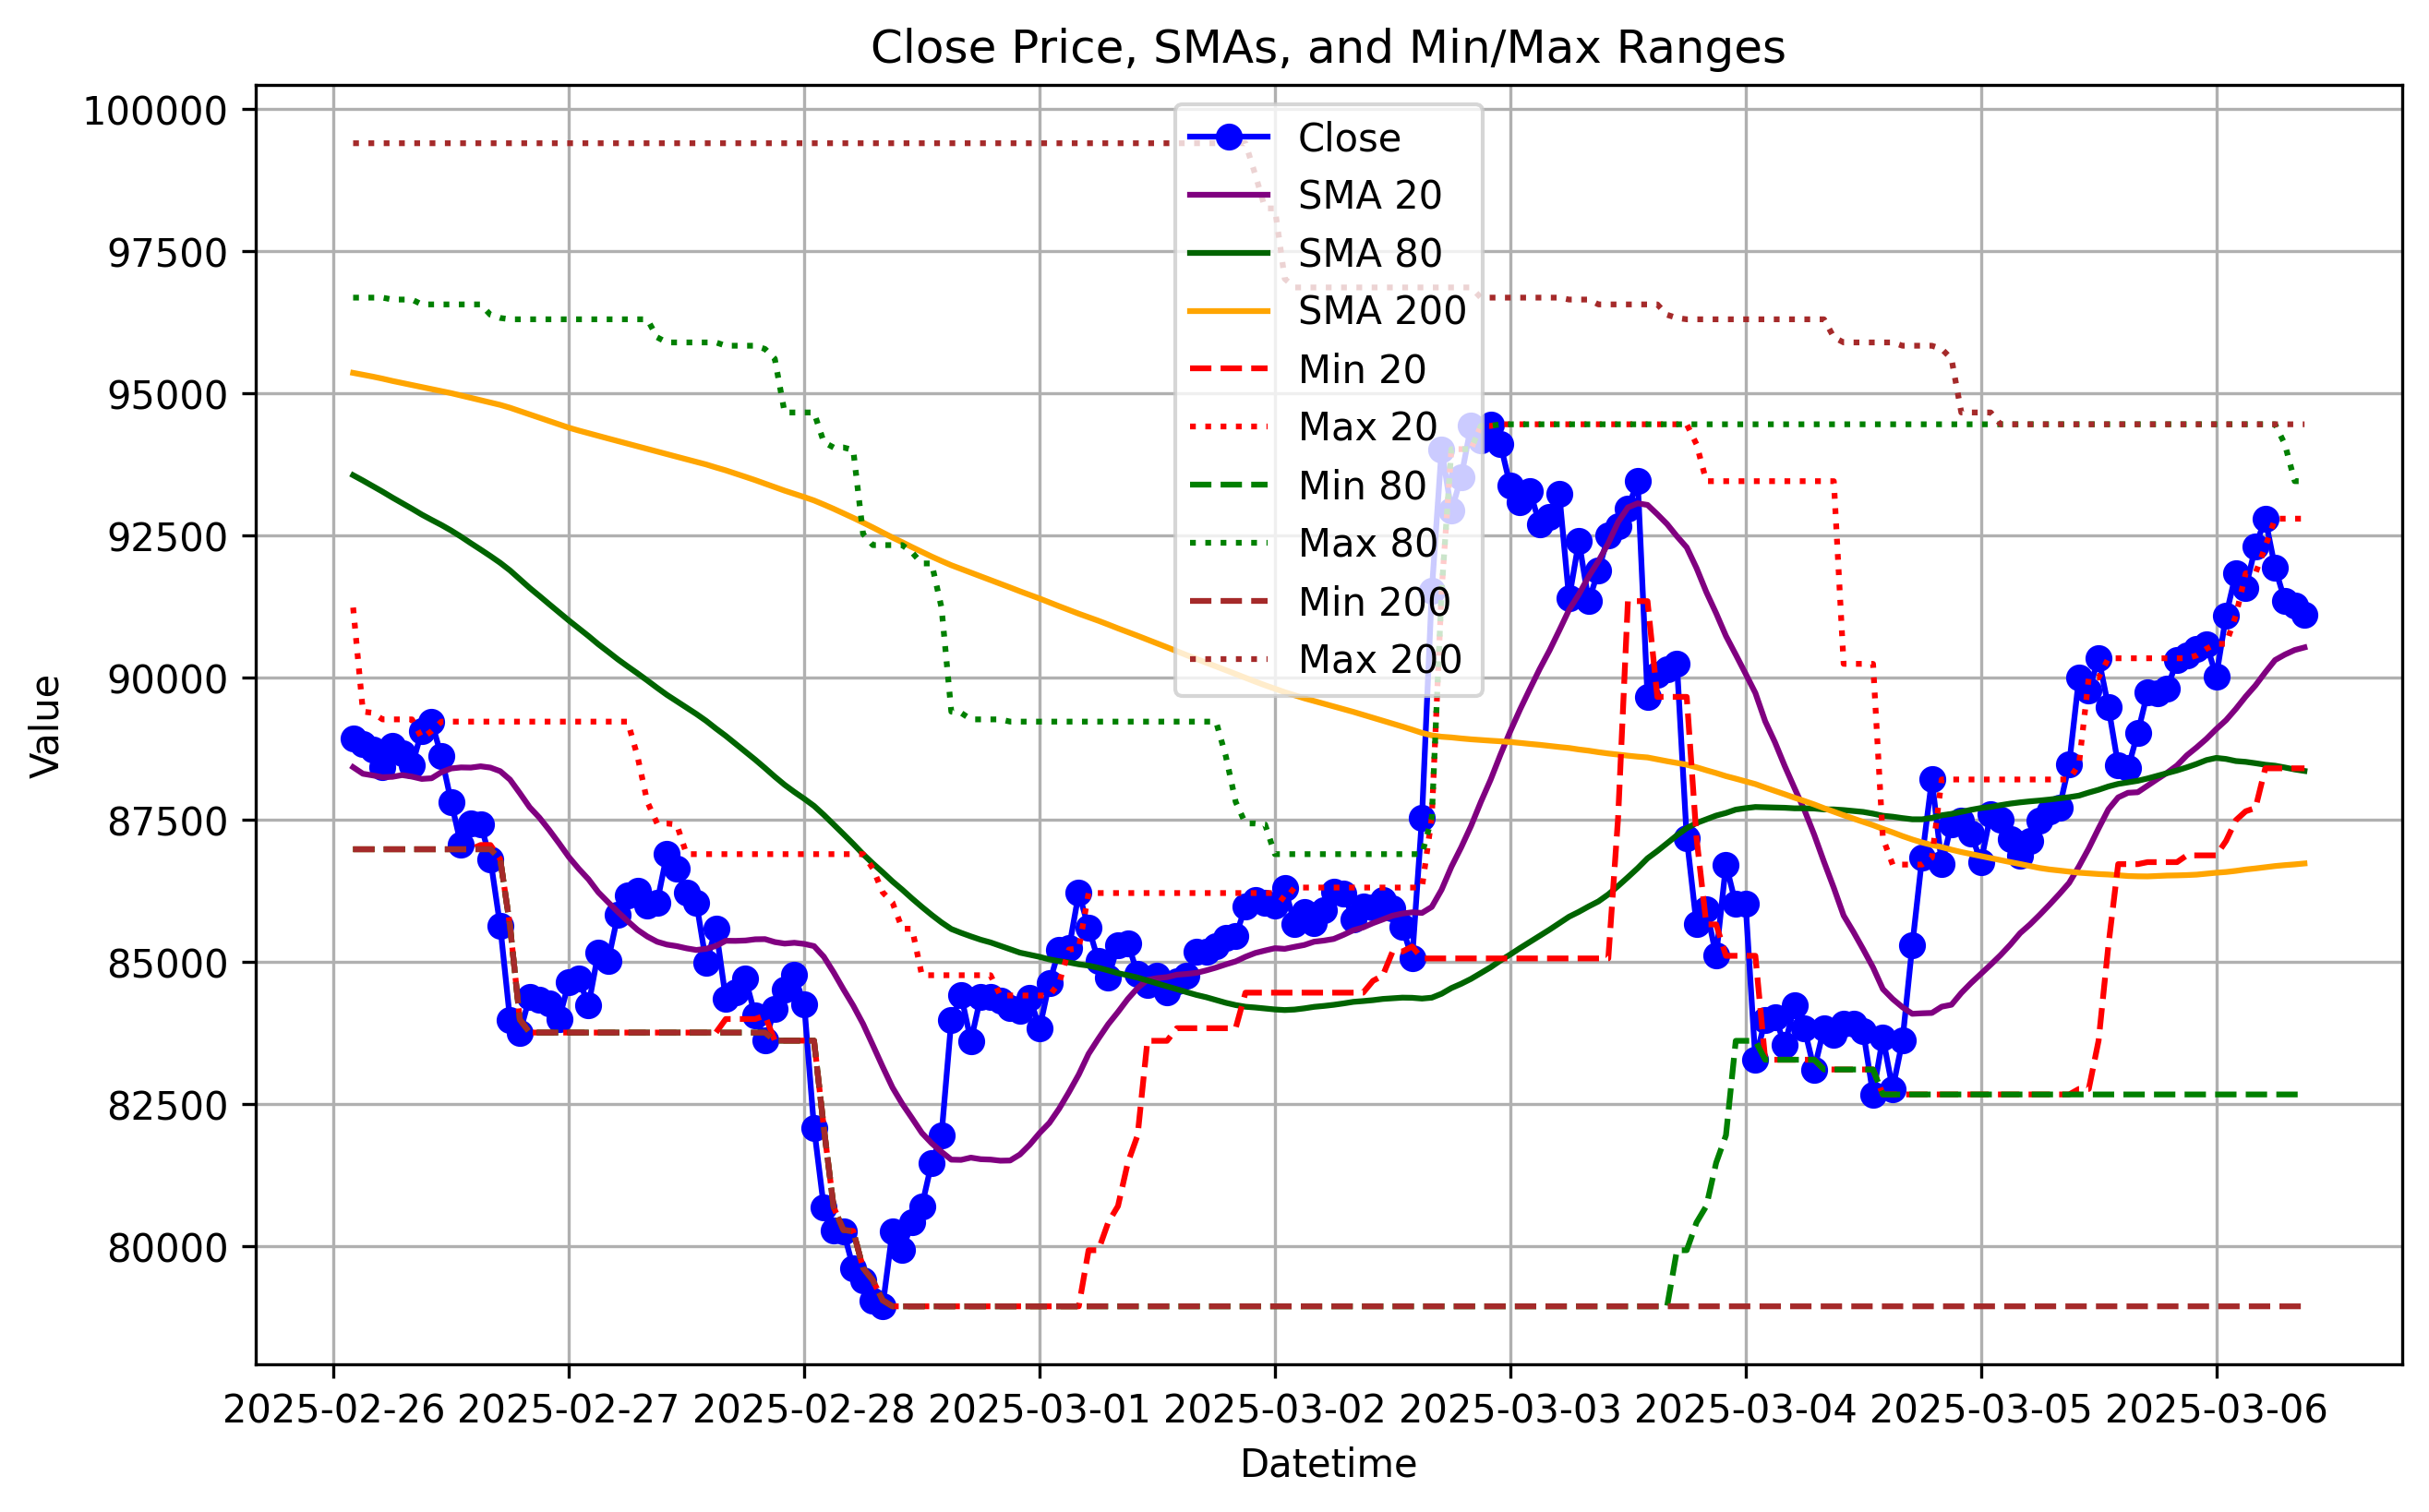 Close Price, SMAs, and Min/Max Ranges
100000
97500
95000
92500
90000
87500
85000
82500
80000
Value
Close
SMA 20
SMA 80
SMA 200
Min 20
Max 20
Min 80
Max 80
Min 200
Max 200
2025-02-26 2025-02-27 2025-02-28 2025-03-01 2025-03-02 2025-03-03 2025-03-04 2025-03-05 2025-03-06
Datetime